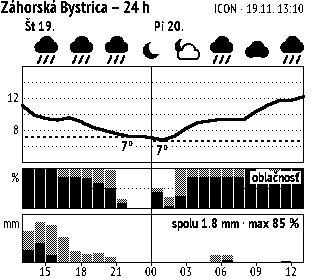 Záhorská Bystrica – 24 h
ICON · 19.11. 13:10
Št 19.
Pi 20.
12
8
7°
7°
%
oblačnosť
mm
spolu 1.8 mm · max 85 %
15
18
21
00
03
06
09
12